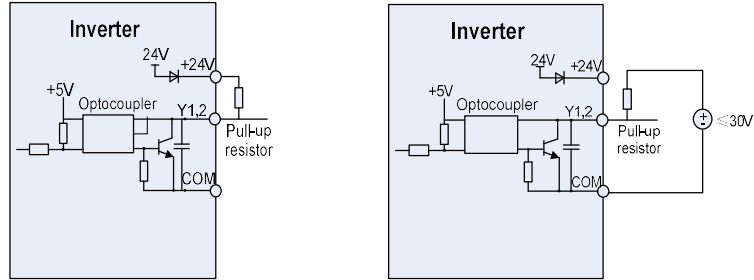 Inverter
24V
+24V
+5V
Optocoupler
Y1,2
Pull-up
resistor
COM
Inverter
24V
+24V
+5V
Optocoupler
Y1,2
Pull-up
resistor
+
-
≤30V
COM